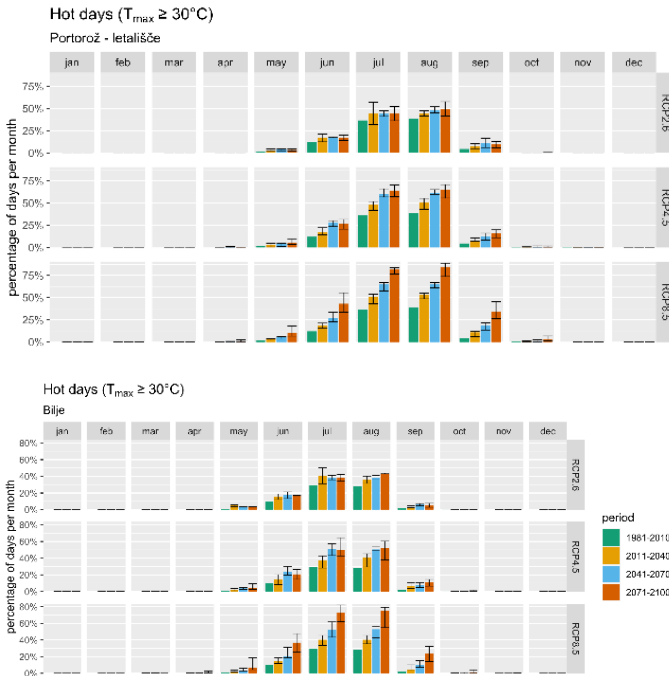 Hot days (Tmax ≥ 30°C)
Portorož - letališče
jan feb mar apr may jun jul aug sep oct nov dec
75%
50%
25%
0%
RCP2.6
75%
50%
25%
0%
RCP4.5
75%
50%
25%
0%
RCP8.5
percentage of days per month
Hot days (Tmax ≥ 30°C)
Bilje
jan feb mar apr may jun jul aug sep oct nov dec
80%
60%
40%
20%
0%
RCP2.6
80%
60%
40%
20%
0%
RCP4.5
80%
60%
40%
20%
0%
RCP8.5
percentage of days per month
period
1981-2010
2011-2040
2041-2070
2071-2100